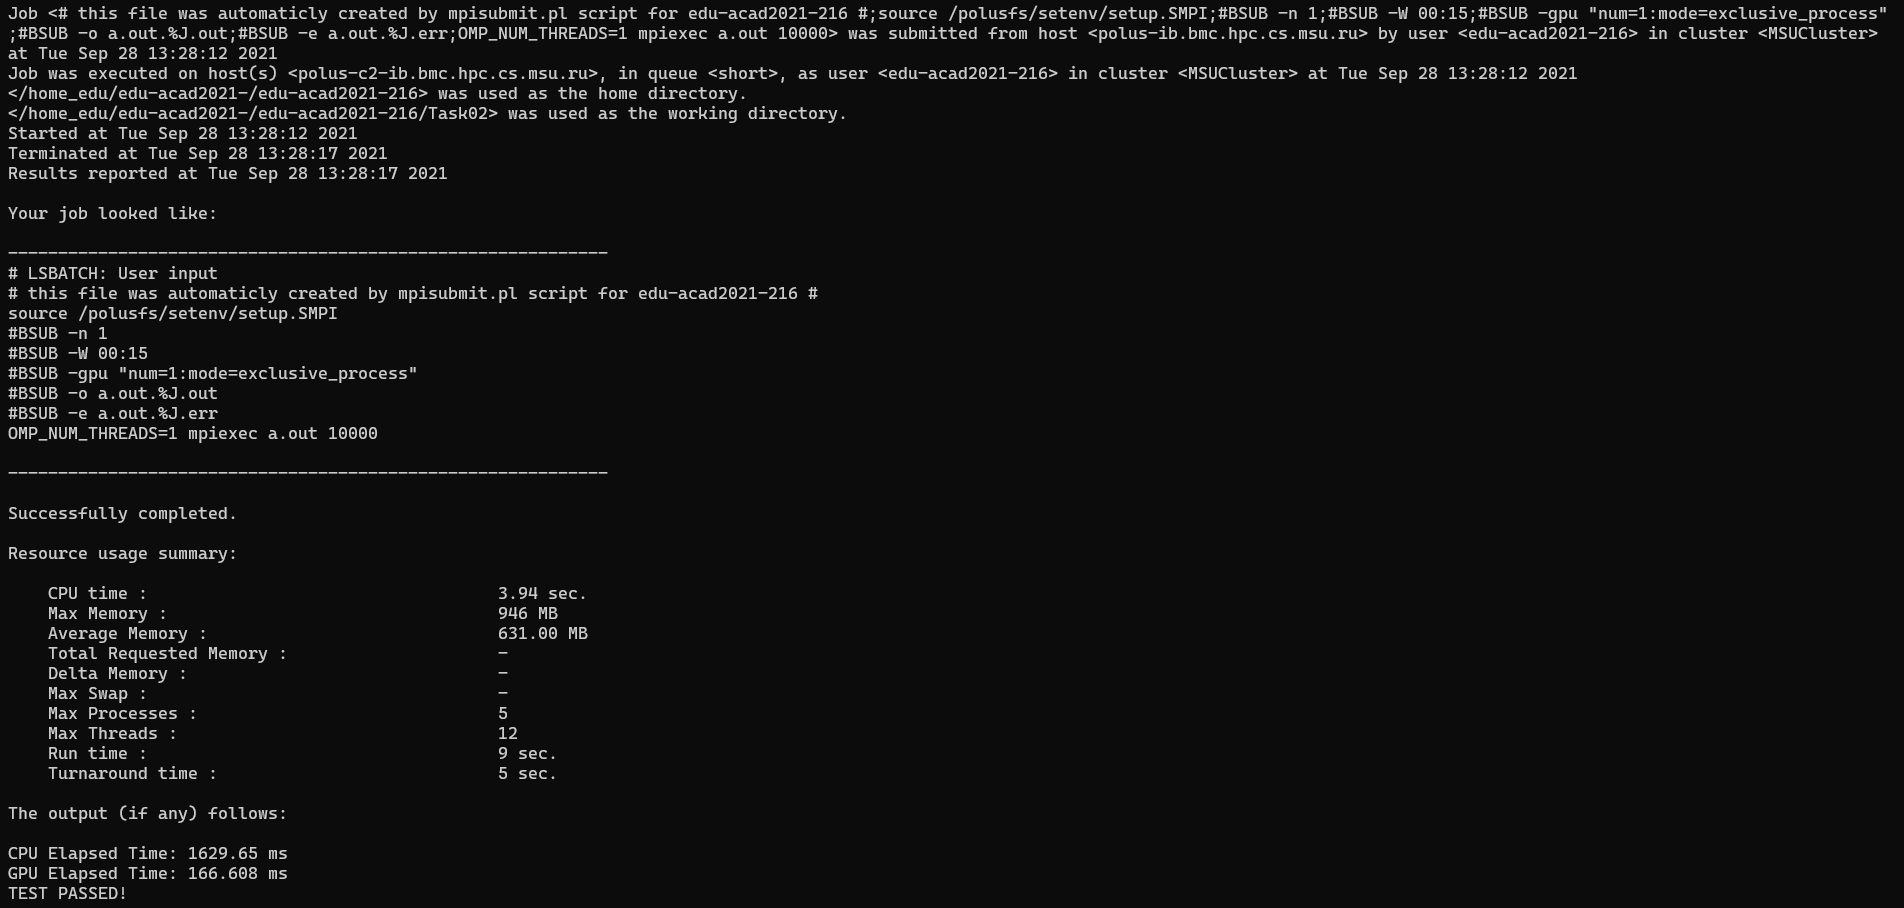 Job <# this file was automaticly created by mpisubmit.pl script for edu-acad2021-216 #;source /polusfs/setenv/setup.SMPI;#BSUB -n 1;#BSUB -W 00:15;#BSUB -gpu "num=1:mode=exclusive_process"
;#BSUB -o a.out.%J.out;#BSUB -e a.out.%J.err;OMP_NUM_THREADS=1 mpiexec a.out 10000> was submitted from host <polus-ib.bmc.hpc.cs.msu.ru> by user <edu-acad2021-216> in cluster <MSUCluster>
at Tue Sep 28 13:28:12 2021
Job was executed on host(s) <polus-c2-ib.bmc.hpc.cs.msu.ru>, in queue <short>, as user <edu-acad2021-216> in cluster <MSUCluster> at Tue Sep 28 13:28:12 2021
</home_edu/edu-acad2021-/edu-acad2021-216> was used as the home directory.
</home_edu/edu-acad2021-/edu-acad2021-216/Task02> was used as the working directory.
Started at Tue Sep 28 13:28:12 2021
Terminated at Tue Sep 28 13:28:17 2021
Results reported at Tue Sep 28 13:28:17 2021
Your job looked like:
------------------------------------------------------------
# LSBATCH: User input
# this file was automaticly created by mpisubmit.pl script for edu-acad2021-216 #
source /polusfs/setenv/setup.SMPI
#BSUB -n 1
#BSUB -W 00:15
#BSUB -gpu "num=1:mode=exclusive_process"
#BSUB -o a.out.%J.out
#BSUB -e a.out.%J.err
OMP_NUM_THREADS=1 mpiexec a.out 10000
------------------------------------------------------------
Successfully completed.
Resource usage summary:
CPU time : 3.94 sec.
Max Memory : 946 MB
Average Memory : 631.00 MB
Total Requested Memory : -
Delta Memory : -
Max Swap : -
Max Processes : 5
Max Threads : 12
Run time : 9 sec.
Turnaround time : 5 sec.
The output (if any) follows:
CPU Elapsed Time: 1629.65 ms
GPU Elapsed Time: 166.608 ms
TEST PASSED!